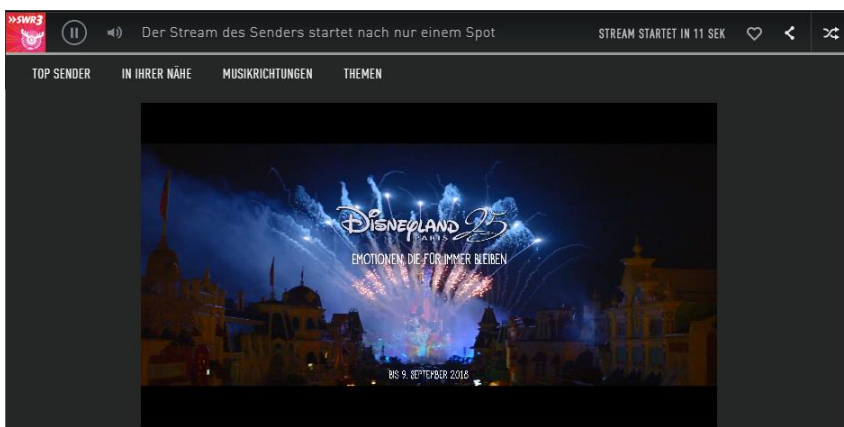 »SWR3
Der Stream des Senders startet nach nur einem Spot
STREAM STARTET IN 11 SEK
TOP SENDER
IN IHRER NÄHE
MUSIKRICHTUNGEN
THEMEN
DISNEYLAND 25
PARIS
EMOTIONEN, DIE FÜR IMMER BLEIBEN
BIS 9. SEPTEMBER 2018